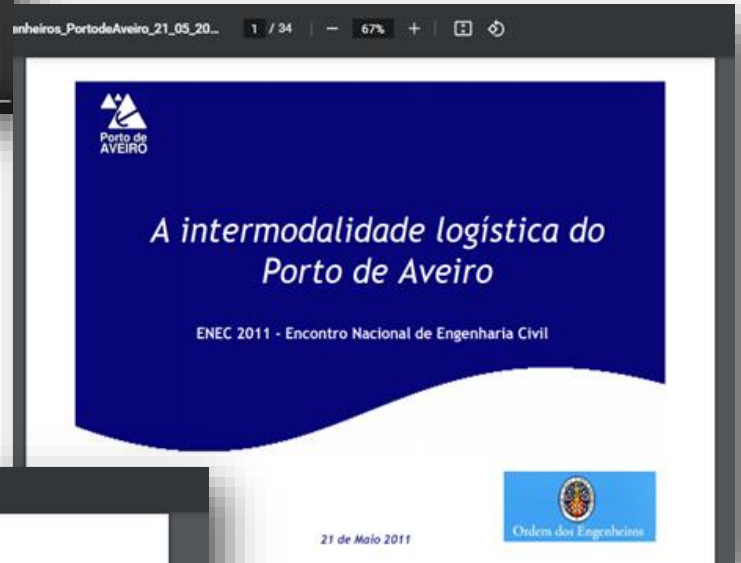 enheiros_PortodeAveiro_21_05_20... 1 / 34 | — 67% +
Porto de
AVEIRO
A intermodalidade logística do
Porto de Aveiro
ENEC 2011 - Encontro Nacional de Engenharia Civil
21 de Maio 2011
Ordem dos Engenheiros